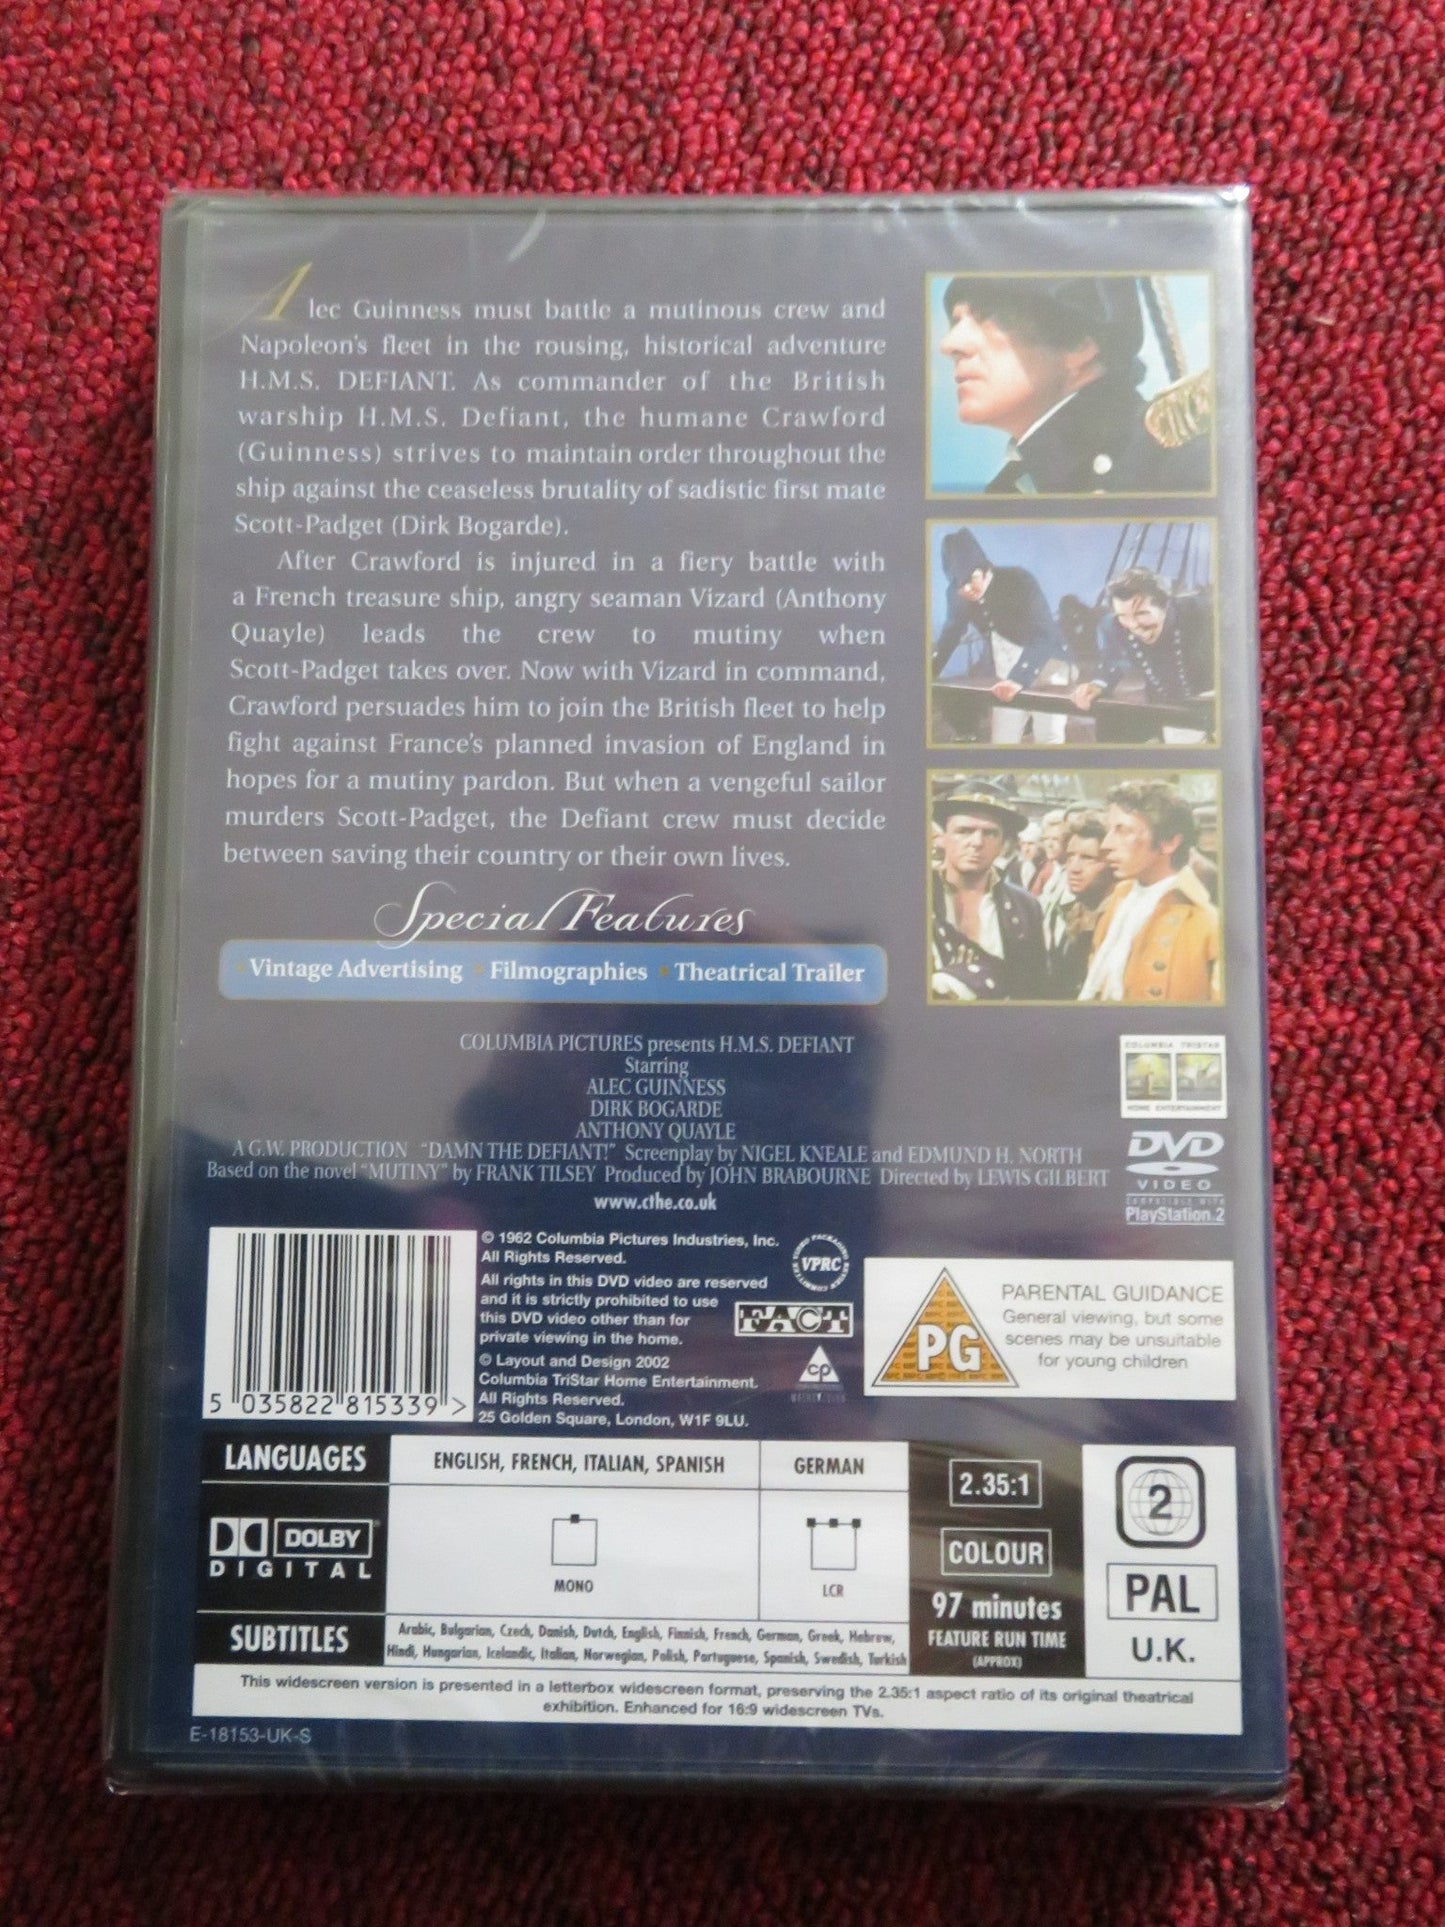 Alec Guinness must battle a mutinous crew and
Napoleon's fleet in the rousing, historical adventure
H.M.S. DEFIANT. As commander of the British
warship H.M.S. Defiant, the humane Crawford
(Guinness) strives to maintain order throughout the
ship against the ceaseless brutality of sadistic first mate
Scott-Padget (Dirk Bogarde).
After Crawford is injured in a fiery battle with
a French treasure ship, angry seaman Vizard (Anthony
Quayle) leads the crew to mutiny when
Scott-Padget takes over. Now with Vizard in command,
Crawford persuades him to join the British fleet to help
fight against France's planned invasion of England in
hopes for a mutiny pardon. But when a vengeful sailor
murders Scott-Padget, the Defiant crew must decide
between saving their country or their own lives.
Special Features
• Vintage Advertising • Filmographies • Theatrical Trailer
COLUMBIA PICTURES presents H.M.S. DEFIANT
Starring
ALEC GUINNESS
DIRK BOGARDE
ANTHONY QUAYLE
A G.W. PRODUCTION "DAMN THE DEFIANT!" Screenplay by NIGEL KNEALE and EDMUND H. NORTH
Based on the novel "MUTINY" by FRANK TILSEY Produced by JOHN BRABOURNE Directed by LEWIS GILBERT
www.cthe.co.uk
COLUMBIA TRISTAR
HOME ENTERTAINMENT
DVD
VIDEO
COMPATIBLE WITH
PlayStation 2
© 1962 Columbia Pictures Industries, Inc.
All Rights Reserved.
All rights in this DVD video are reserved
and it is strictly prohibited to use
this DVD video other than for
private viewing in the home.
© Layout and Design 2002
Columbia TriStar Home Entertainment.
All Rights Reserved.
25 Golden Square, London, W1F 9LU.
5 035822 815339 >
VIDEO PACKAGING REVIEW COMMITTEE
VPRC
FACT
CP
PG
PARENTAL GUIDANCE
General viewing, but some
scenes may be unsuitable
for young children
LANGUAGES
ENGLISH, FRENCH, ITALIAN, SPANISH
GERMAN
DOLBY
DIGITAL
MONO
LCR
SUBTITLES
Arabic, Bulgarian, Czech, Danish, Dutch, English, Finnish, French, German, Greek, Hebrew,
Hindi, Hungarian, Icelandic, Italian, Norwegian, Polish, Portuguese, Spanish, Swedish, Turkish
2.35:1
COLOUR
97 minutes
FEATURE RUN TIME
(APPROX)
2
PAL
U.K.
This widescreen version is presented in a letterbox widescreen format, preserving the 2.35:1 aspect ratio of its original theatrical
exhibition. Enhanced for 16:9 widescreen TVs.
E-18153-UK-S